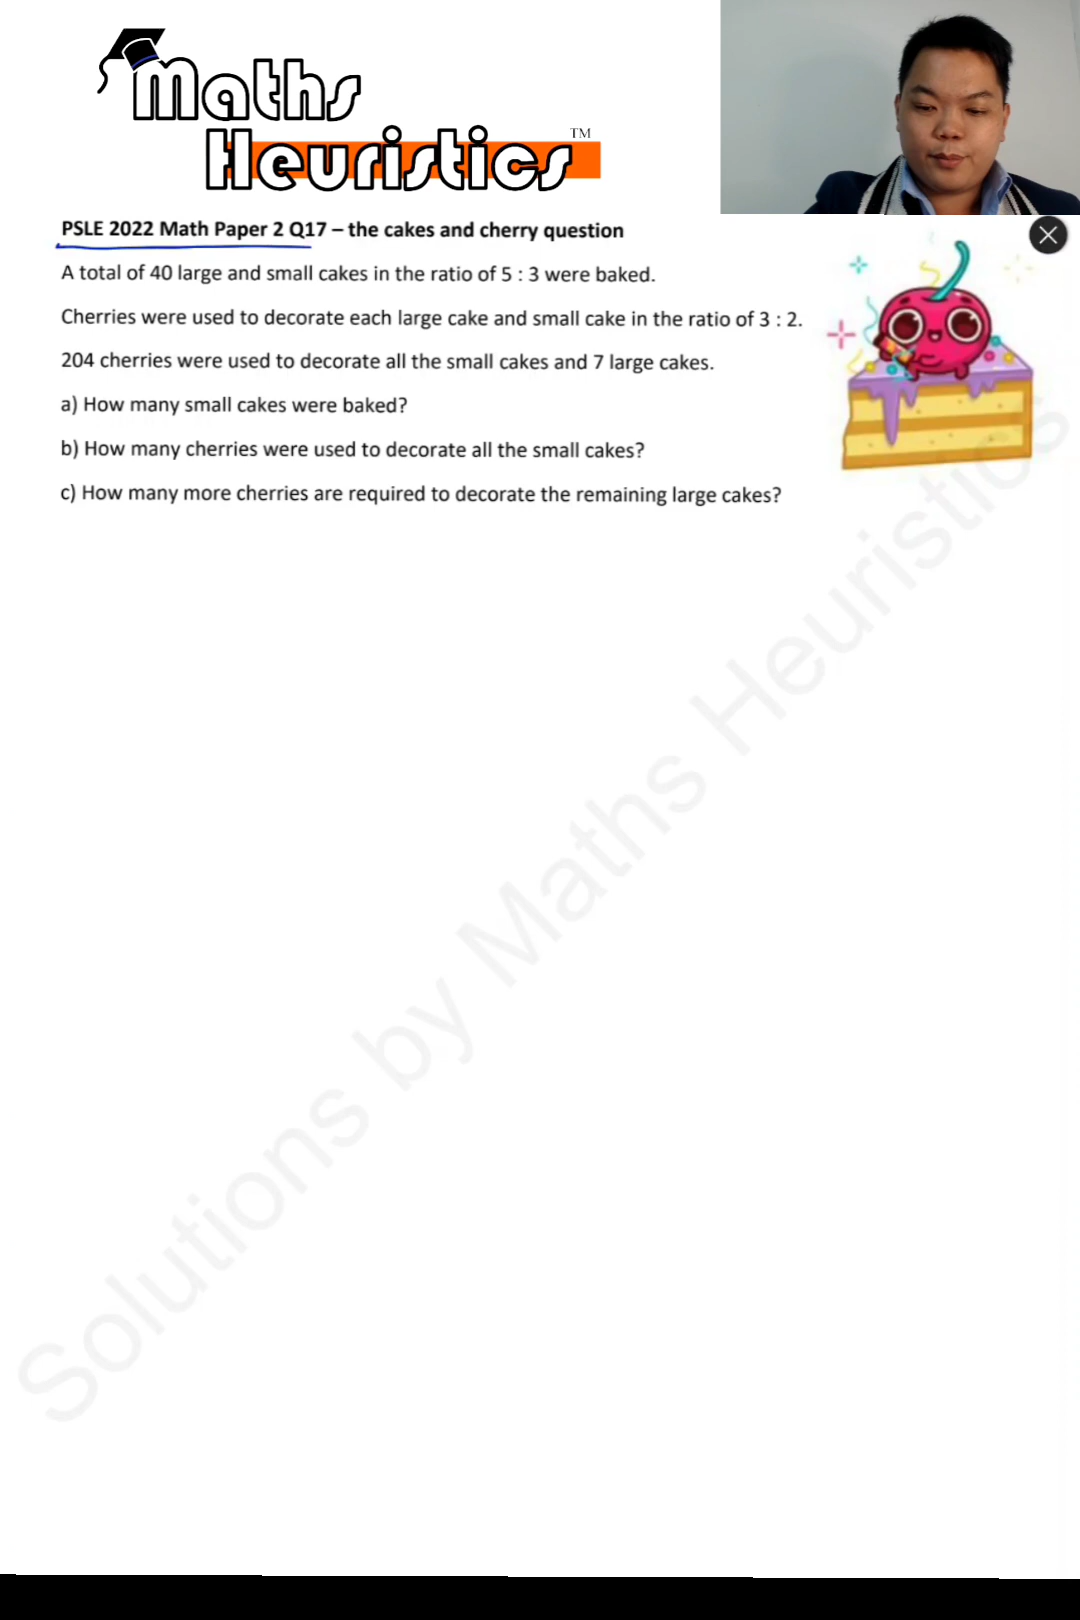 Maths
Heuristics™
PSLE 2022 Math Paper 2 Q17 – the cakes and cherry question
A total of 40 large and small cakes in the ratio of 5 : 3 were baked.
Cherries were used to decorate each large cake and small cake in the ratio of 3 : 2.
204 cherries were used to decorate all the small cakes and 7 large cakes.
a) How many small cakes were baked?
b) How many cherries were used to decorate all the small cakes?
c) How many more cherries are required to decorate the remaining large cakes?
Solutions by Maths Heuristics